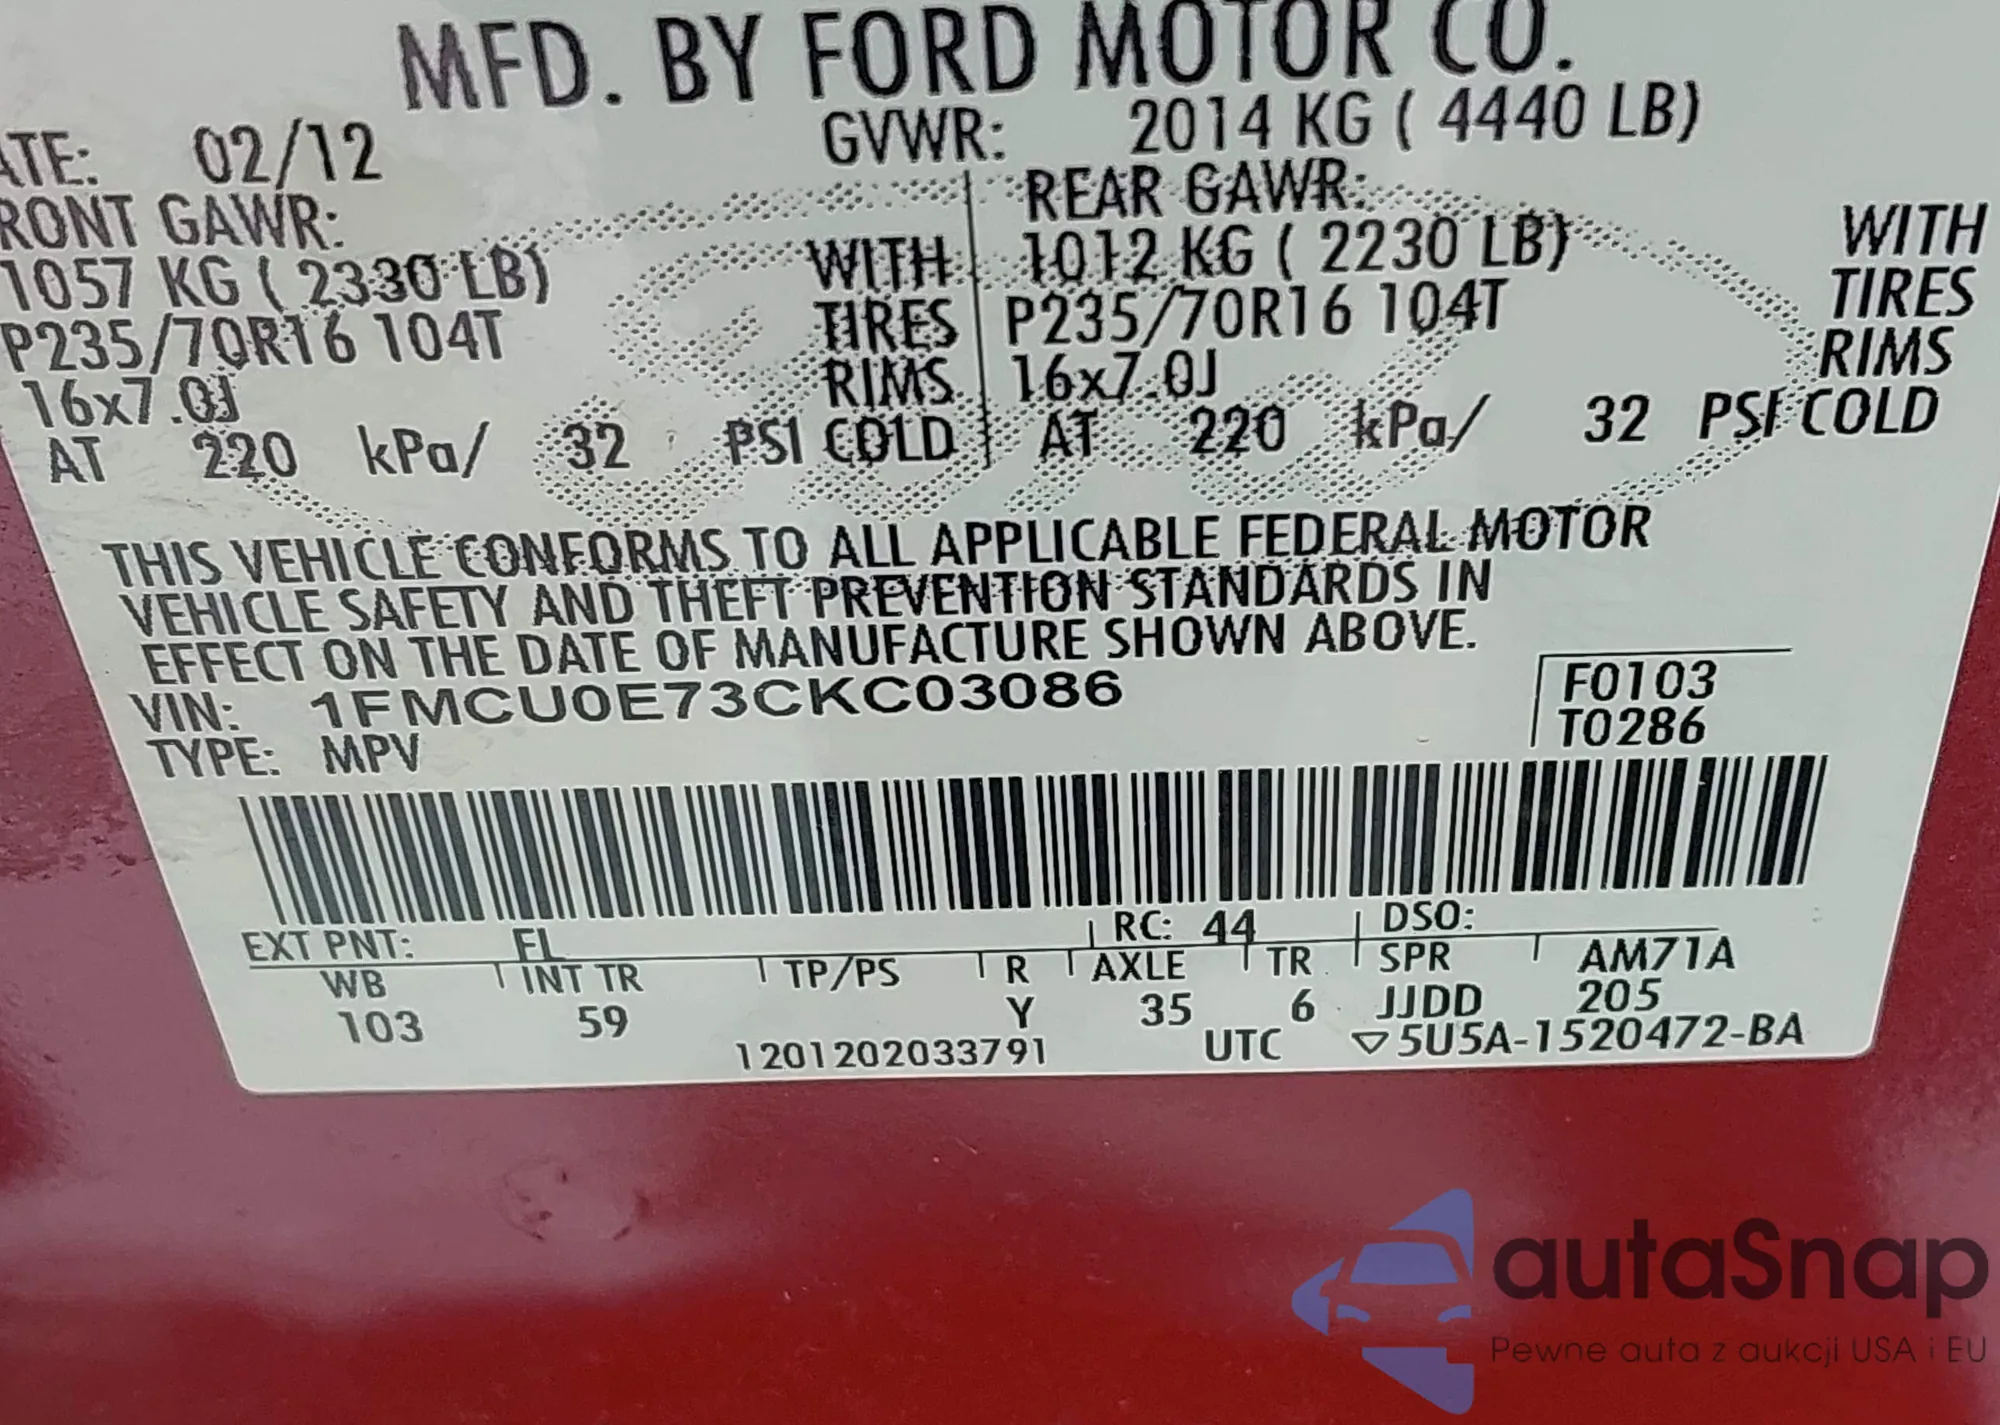 MFD. BY FORD MOTOR CO.
ATE: 02/12 GVWR: 2014 KG ( 4440 LB)
RONT GAWR: REAR GAWR:
1057 KG ( 2330 LB) WITH 1012 KG ( 2230 LB) WITH
P235/70R16 104T TIRES P235/70R16 104T TIRES
16x7.0J RIMS 16x7.0J RIMS
AT 220 kPa/ 32 PSI COLD AT 220 kPa/ 32 PSI COLD
THIS VEHICLE CONFORMS TO ALL APPLICABLE FEDERAL MOTOR
VEHICLE SAFETY AND THEFT PREVENTION STANDARDS IN
EFFECT ON THE DATE OF MANUFACTURE SHOWN ABOVE.
VIN: 1FMCU0E73CKC03086 F0103
TYPE: MPV T0286
EXT PNT: FL RC: 44 DSO:
WB INT TR TP/PS R AXLE TR SPR AM71A
103 59 Y 35 6 JJDD 205
1201202033791 UTC ▽5U5A-1520472-BA
autaSnap
Pewne auta z aukcji USA i EU